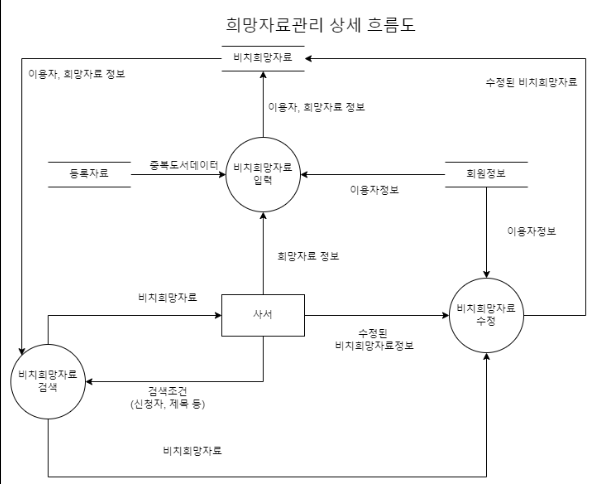 희망자료관리 상세 흐름도
비치희망자료
이용자, 희망자료 정보
수정된 비치희망자료
이용자, 희망자료 정보
등록자료
중복도서데이터
비치희망자료
입력
회원정보
이용자정보
이용자정보
희망자료 정보
비치희망자료
사서
비치희망자료
수정
수정된
비치희망자료정보
비치희망자료
검색
검색조건
(신청자, 제목 등)
비치희망자료